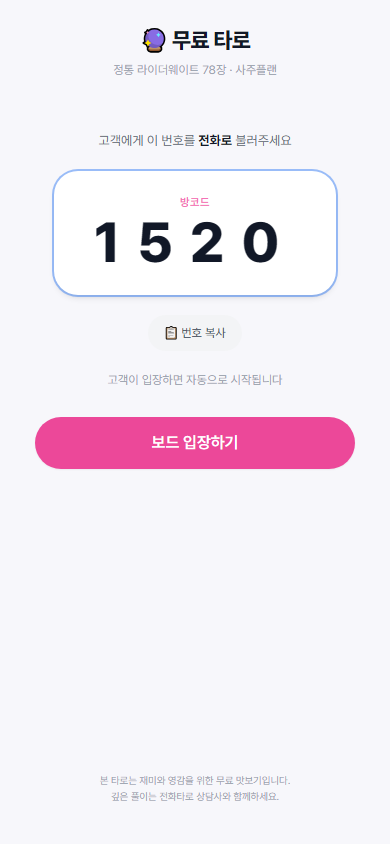 무료 타로
정통 라이더웨이트 78장 · 사주플랜
고객에게 이 번호를 전화로 불러주세요
방코드
1520
번호 복사
고객이 입장하면 자동으로 시작됩니다
보드 입장하기
본 타로는 재미와 영감을 위한 무료 맛보기입니다.
깊은 풀이는 전화타로 상담사와 함께하세요.